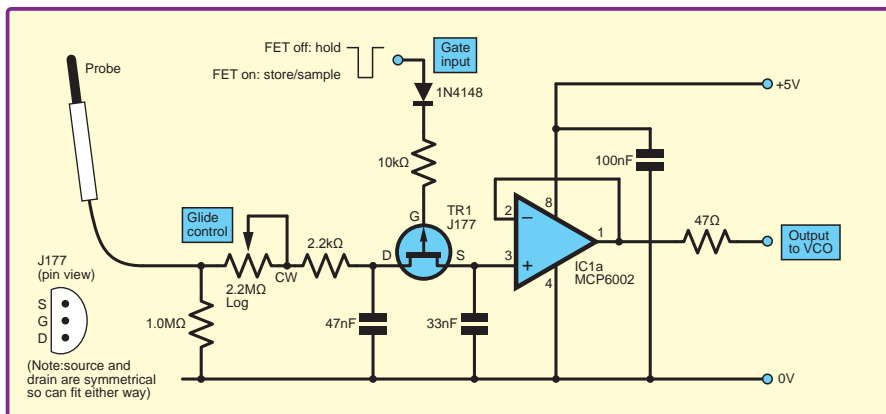 FET off: hold
FET on: store/sample
Gate
input
Probe
1N4148
+5V
100nF
10kΩ
G
TR1
J177
8
2
–
1
47Ω
Output
to VCO
Glide
control
2.2kΩ
D
S
3
+
IC1a
MCP6002
4
J177
(pin view)
S
G
D
CW
2.2MΩ
Log
1.0MΩ
47nF
33nF
(Note:source and
drain are symmetrical
so can fit either way)
0V